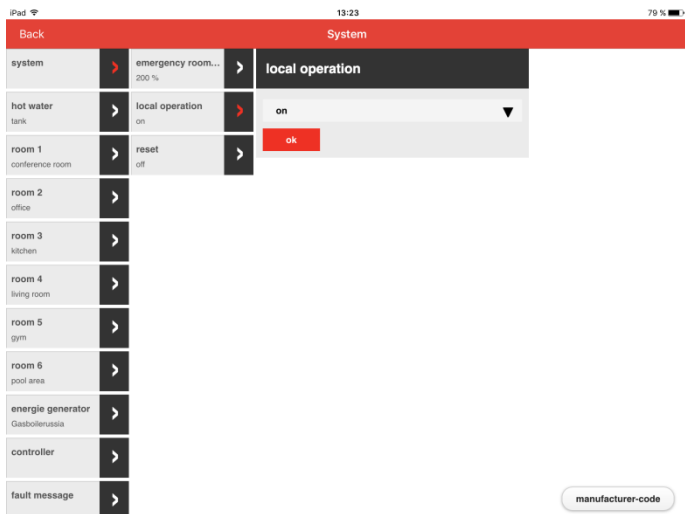 iPad 13:23 79 %
Back System
system
hot water
tank
room 1
conference room
room 2
office
room 3
kitchen
room 4
living room
room 5
gym
room 6
pool area
energie generator
Gasboilerussia
controller
fault message
emergency room...
200 %
local operation
on
reset
off
local operation
on
ok
manufacturer-code